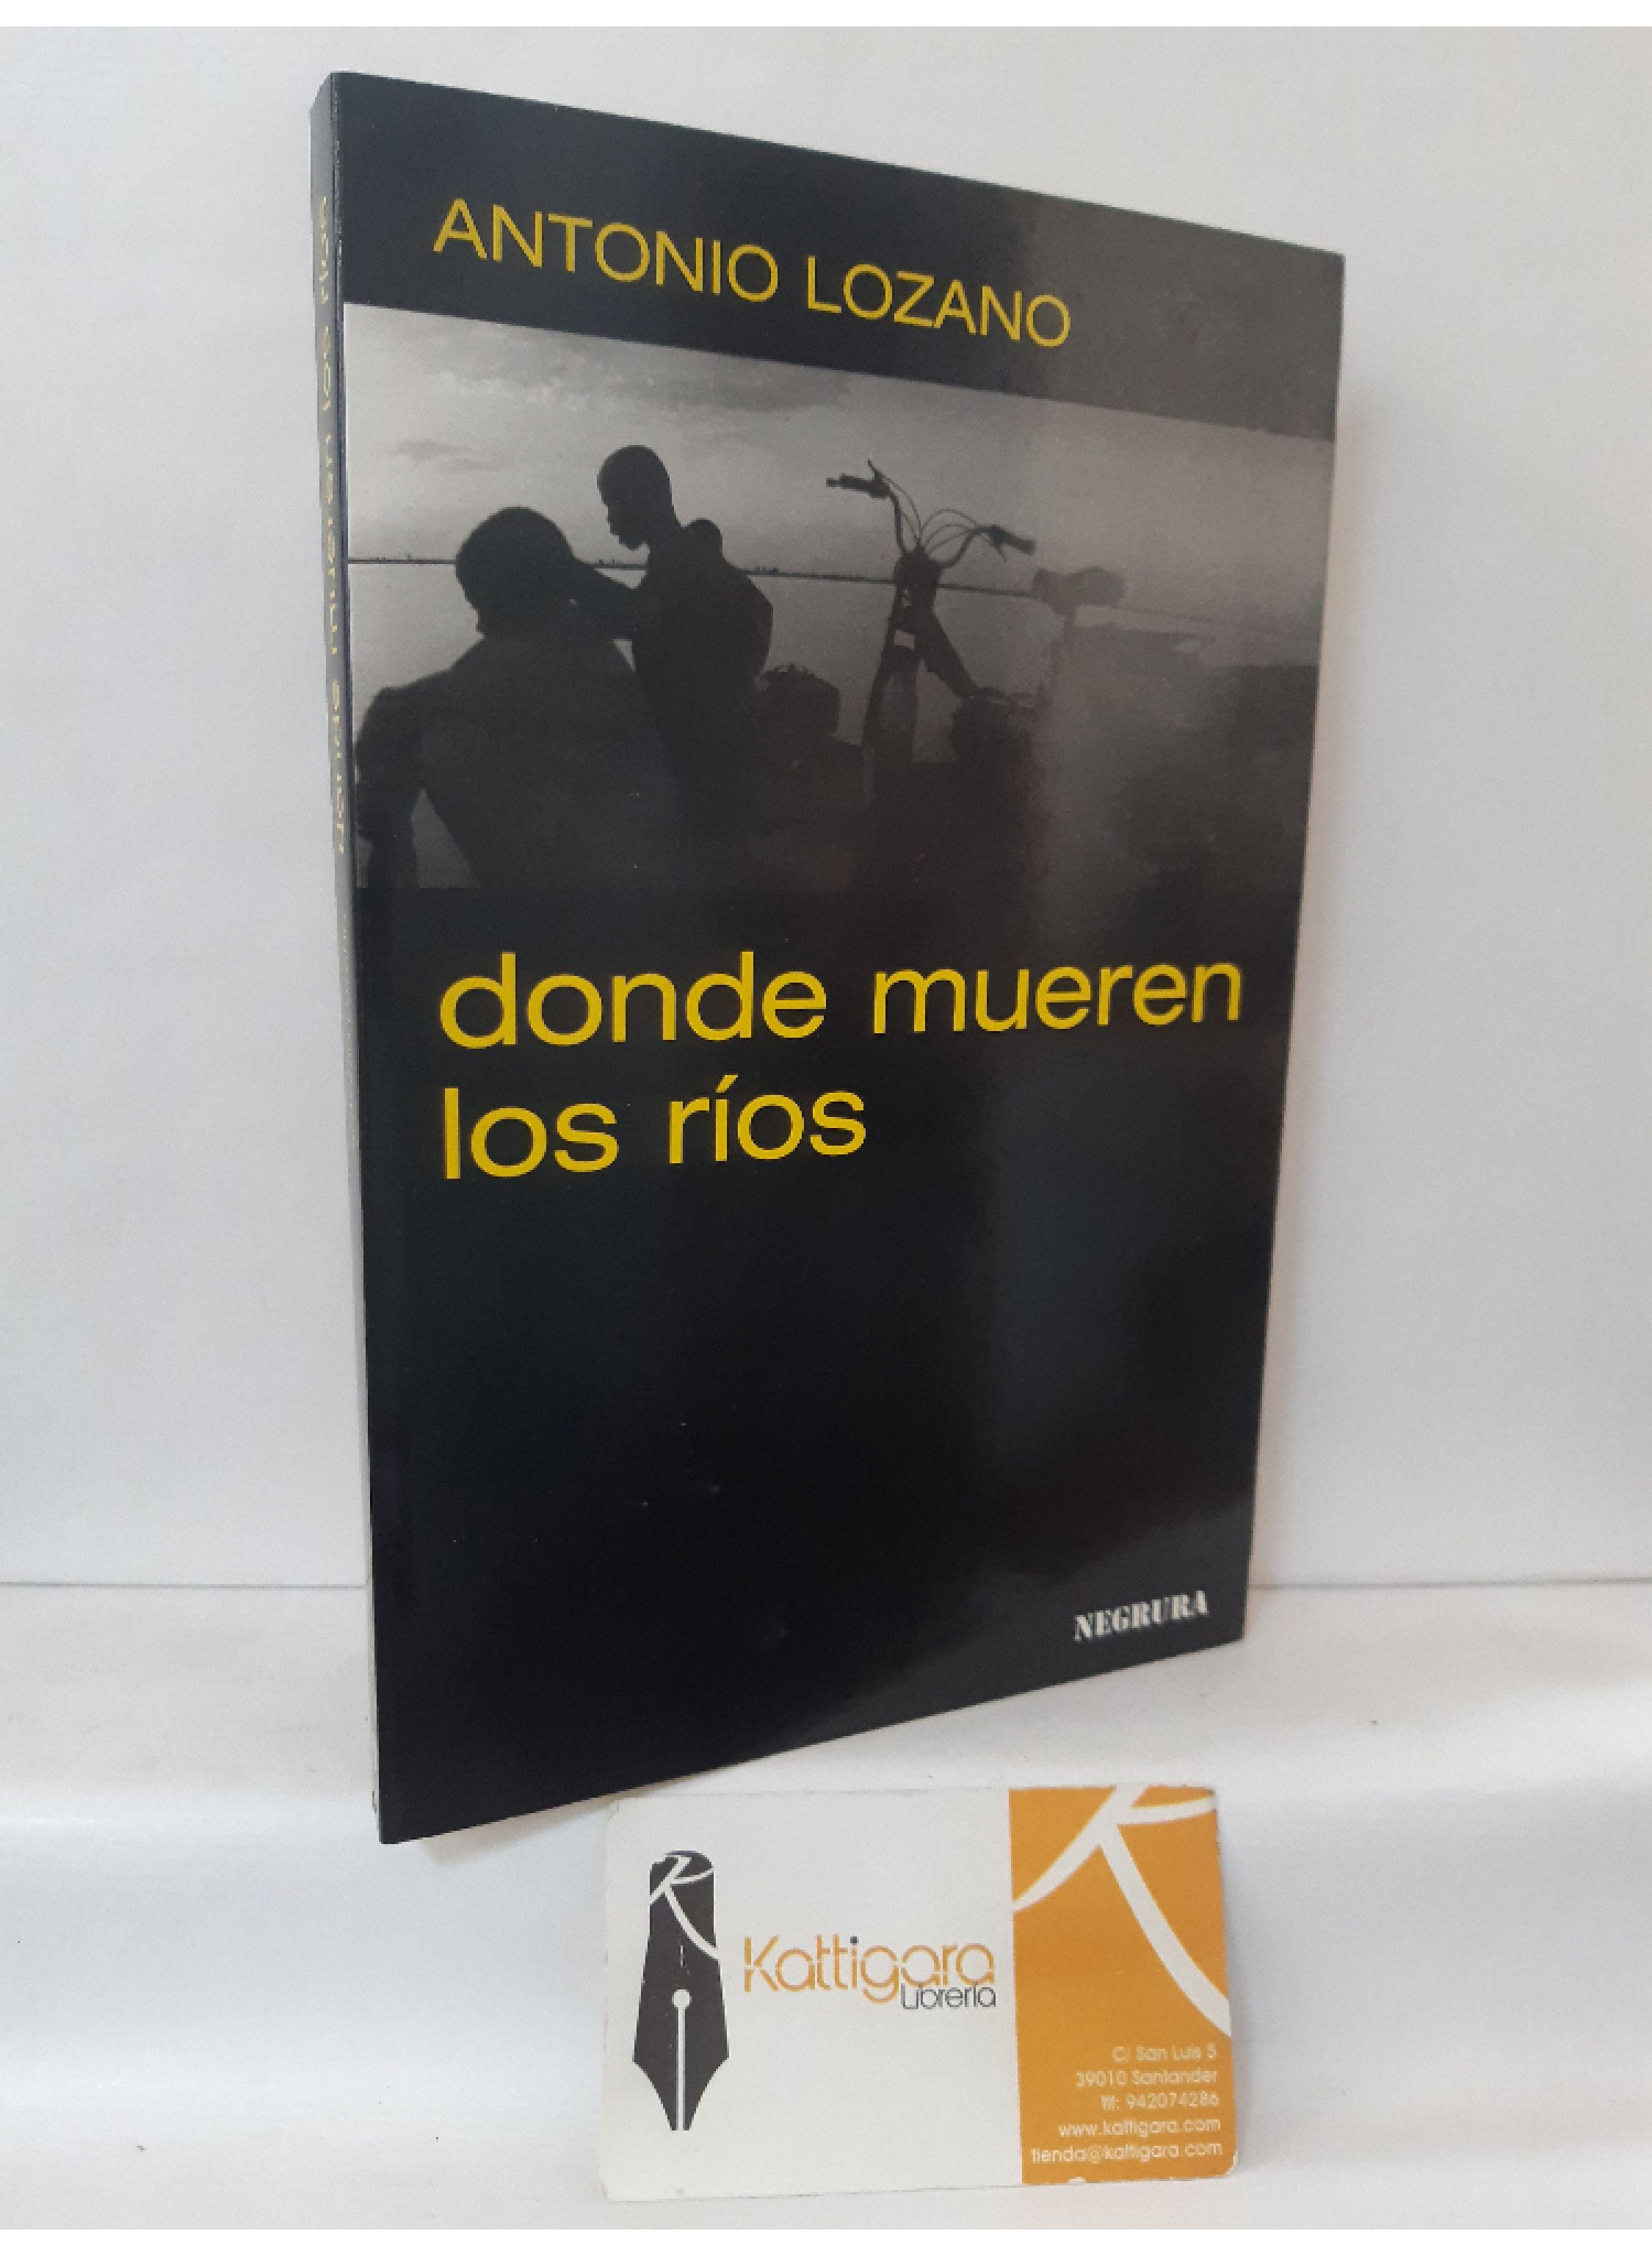 ANTONIO LOZANO
donde mueren
los ríos
NEGRURA
Kattigara
Librería
C/ San Luis 5
39010 Santander
tlf: 942074286
www.kattigara.com
tienda@kattigara.com